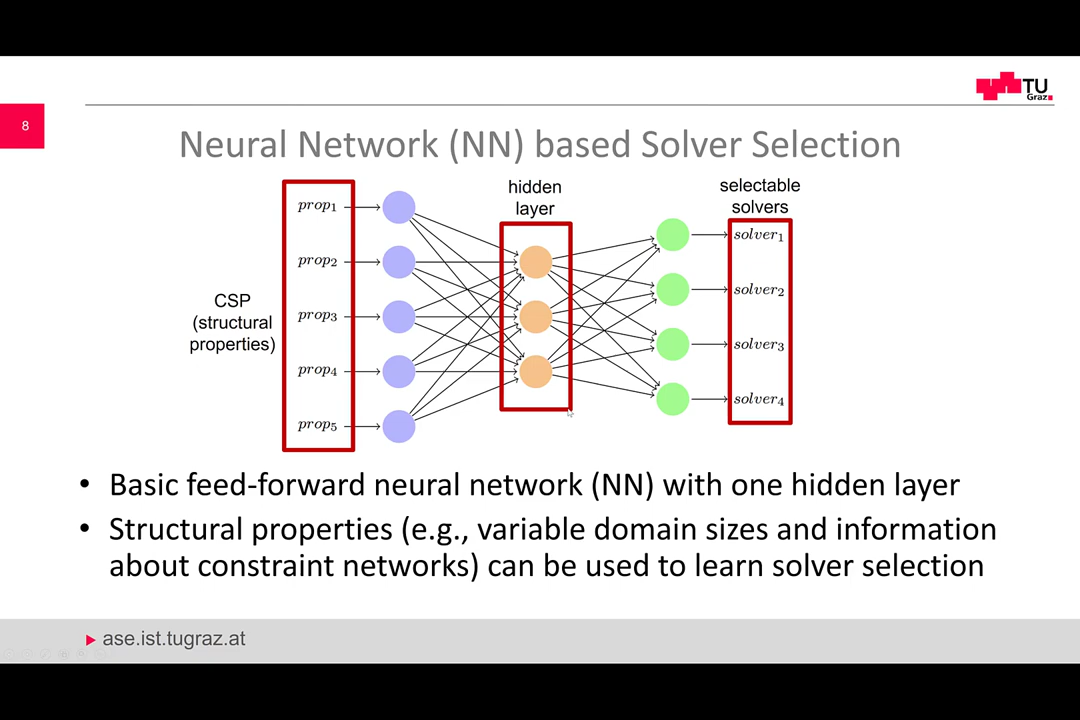 TU
Graz
8
Neural Network (NN) based Solver Selection
hidden
layer
selectable
solvers
CSP
(structural
properties)
prop1
prop2
prop3
prop4
prop5
solver1
solver2
solver3
solver4
• Basic feed-forward neural network (NN) with one hidden layer
• Structural properties (e.g., variable domain sizes and information
about constraint networks) can be used to learn solver selection
ase.ist.tugraz.at